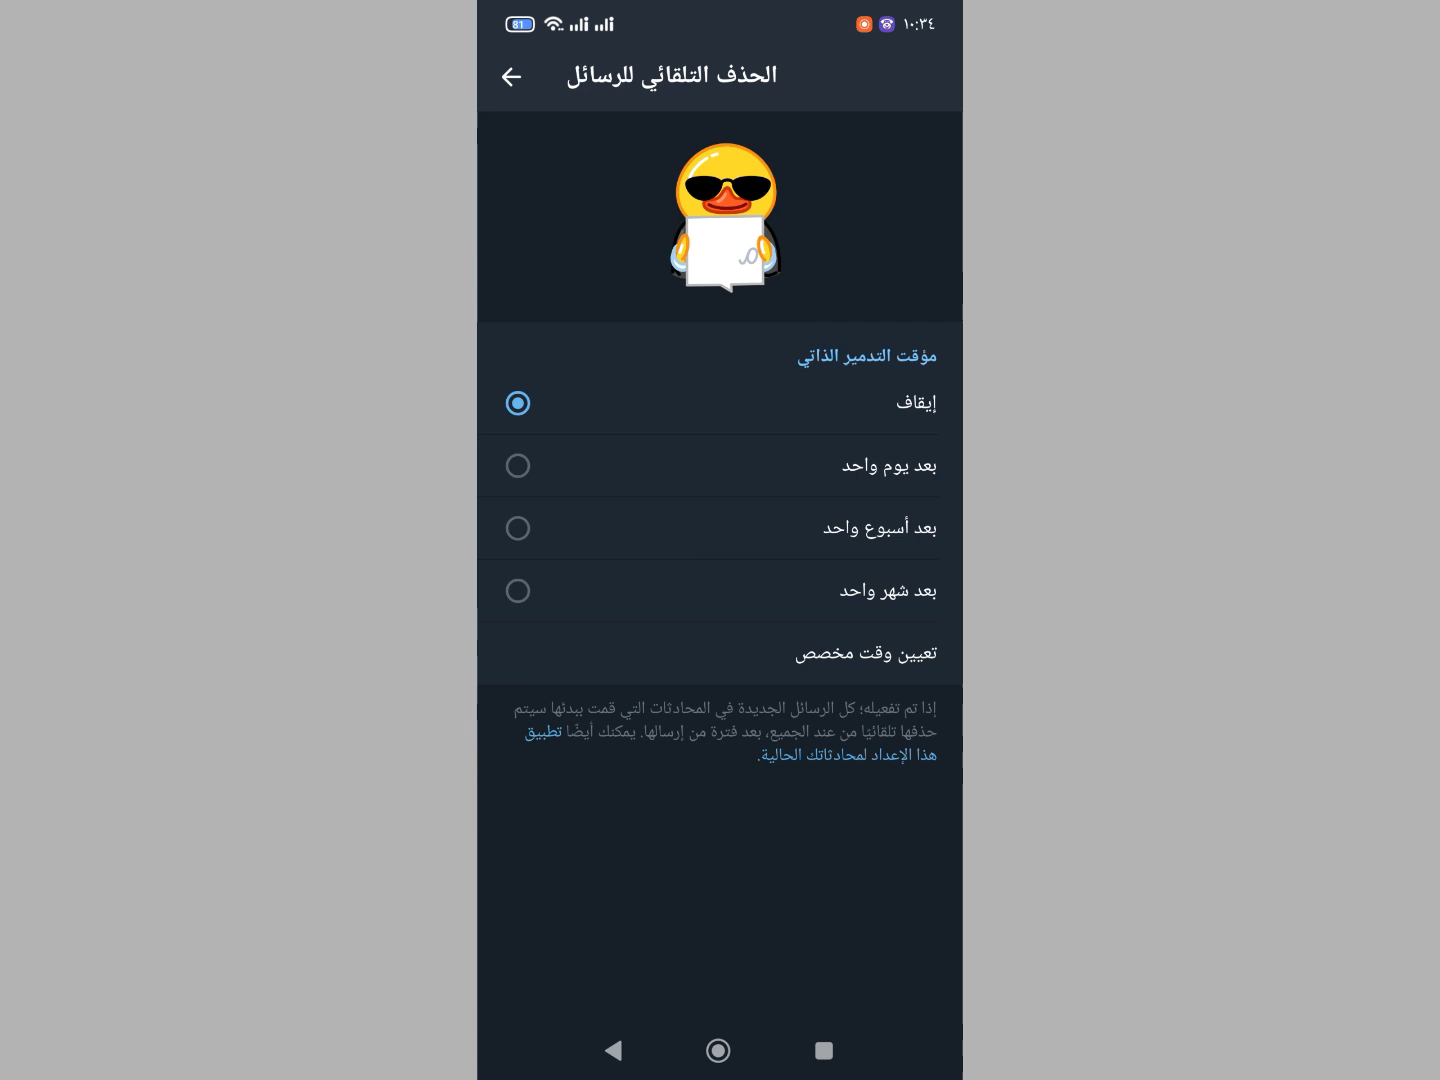 ١٠:٣٤
81
الحذف التلقائي للرسائل
مؤقت التدمير الذاتي
إيقاف
بعد يوم واحد
بعد أسبوع واحد
بعد شهر واحد
تعيين وقت مخصص
إذا تم تفعيله؛ كل الرسائل الجديدة في المحادثات التي قمت ببدئها سيتم
حذفها تلقائيًا من عند الجميع، بعد فترة من إرسالها. يمكنك أيضًا تطبيق
هذا الإعداد لمحادثاتك الحالية.